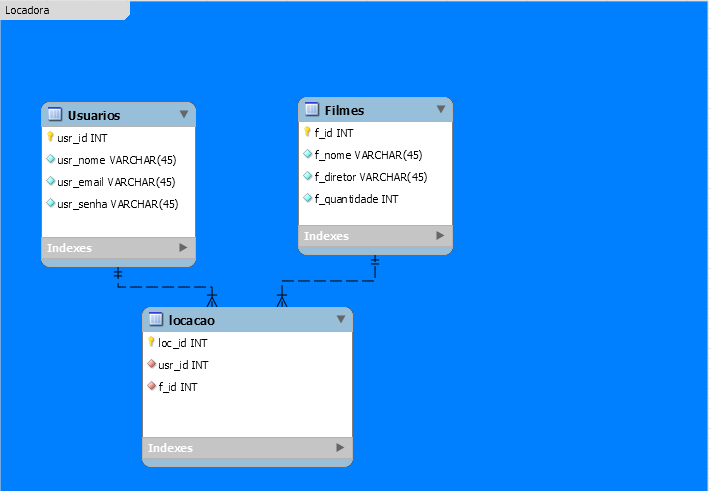 Locadora
Usuarios
usr_id INT
usr_nome VARCHAR(45)
usr_email VARCHAR(45)
usr_senha VARCHAR(45)
Indexes
Filmes
f_id INT
f_nome VARCHAR(45)
f_diretor VARCHAR(45)
f_quantidade INT
Indexes
locacao
loc_id INT
usr_id INT
f_id INT
Indexes